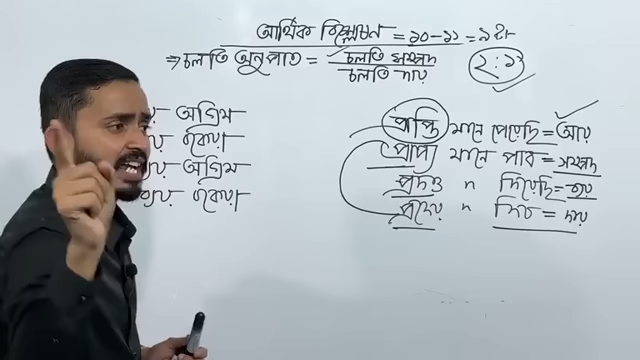 আর্থিক বিশ্লেষণ = ১০-১১ = ২টা
⇒ চলতি অনুপাত = চলতি সম্পদ / চলতি দায়
২:১
অগ্রিম
বকেয়া
অগ্রিম
বকেয়া
প্রাপ্তি মানে পেয়েছি = আয়
প্রাপ্য মানে পাব = সম্পদ
প্রদত্ত " দিয়েছি = ব্যয়
প্রদেয় " দিব = দায়